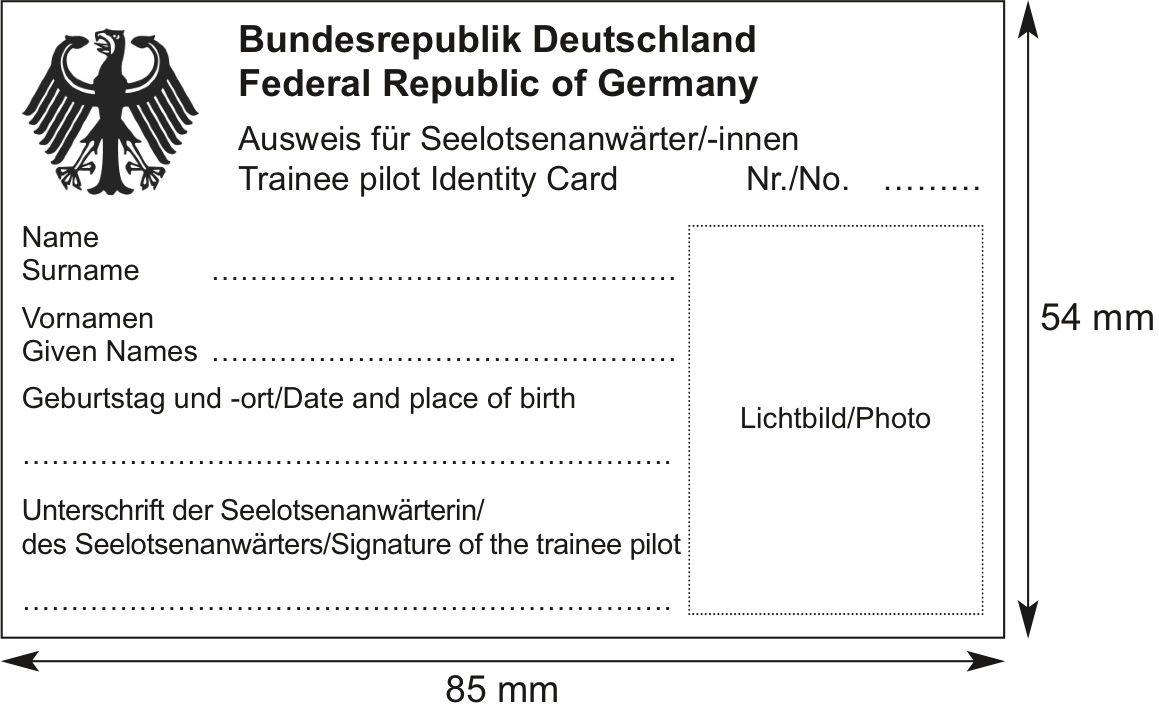 Bundesrepublik Deutschland
Federal Republic of Germany
Ausweis für Seelotsenanwärter/-innen
Trainee pilot Identity Card Nr./No. .........
Name
Surname ................................................
Vornamen
Given Names ................................................
Geburtstag und -ort/Date and place of birth
...................................................................
Lichtbild/Photo
Unterschrift der Seelotsenanwärterin/
des Seelotsenanwärters/Signature of the trainee pilot
...................................................................
54 mm
85 mm